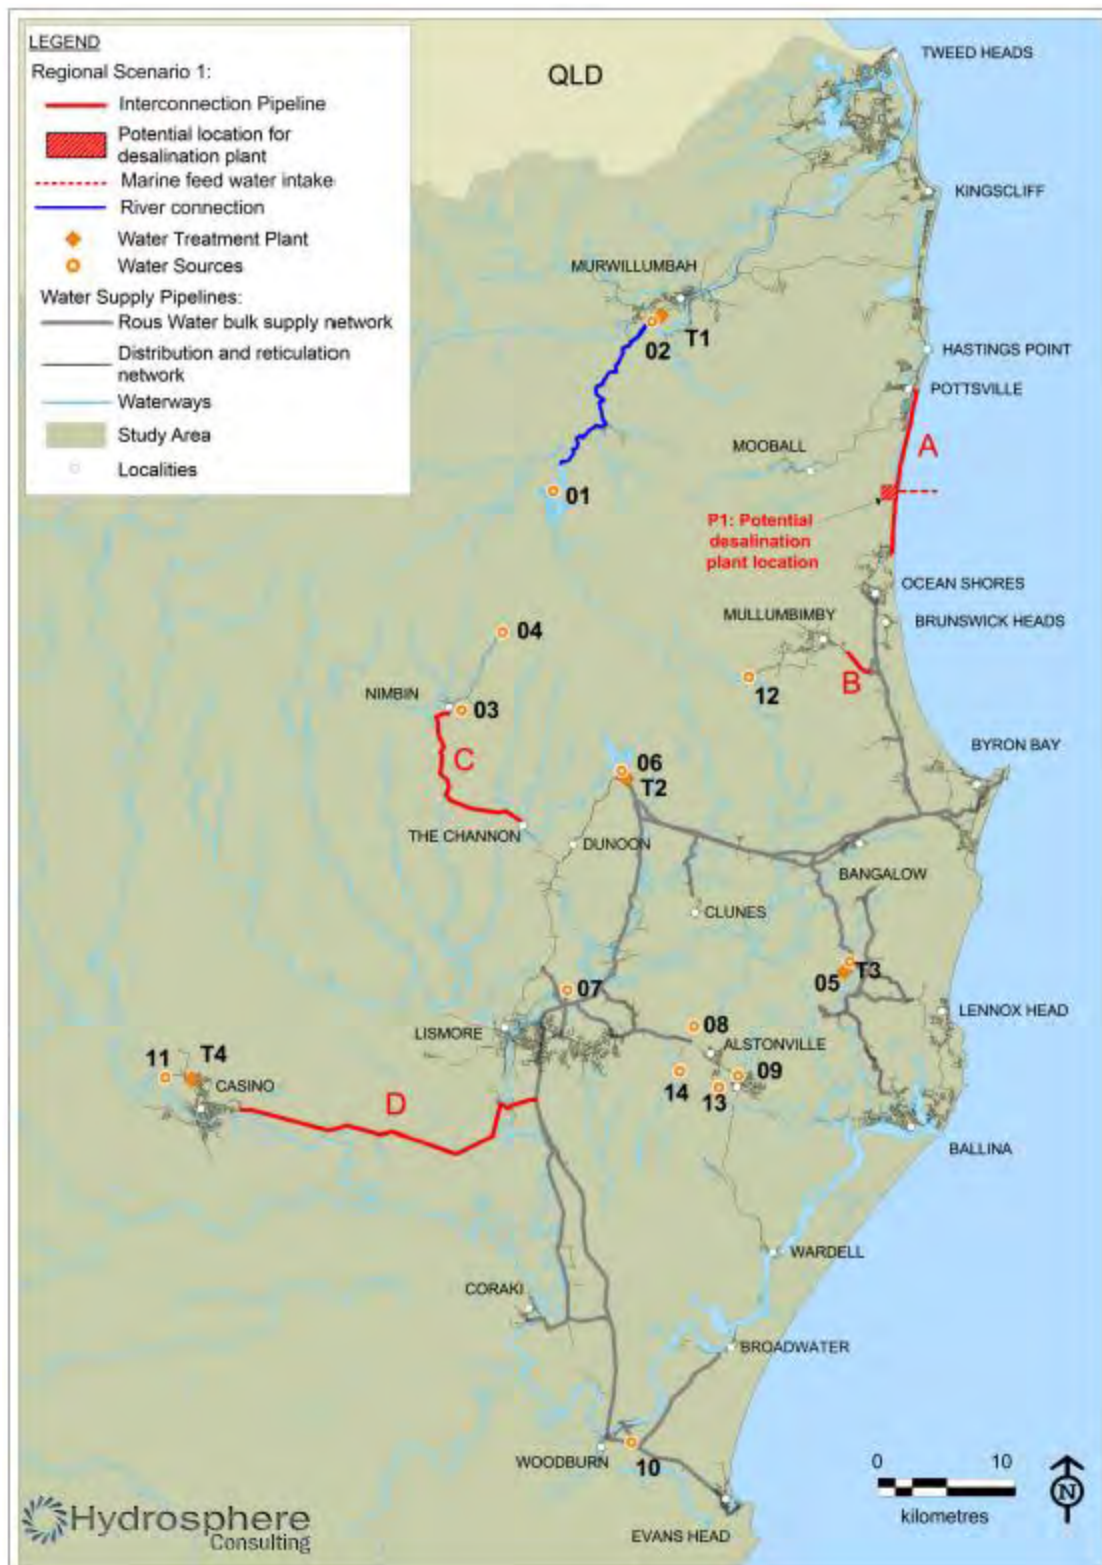 LEGEND
Regional Scenario 1:
Interconnection Pipeline
Potential location for
desalination plant
Marine feed water intake
River connection
Water Treatment Plant
Water Sources
Water Supply Pipelines:
Rous Water bulk supply network
Distribution and reticulation
network
Waterways
Study Area
Localities
QLD
TWEED HEADS
KINGSCLIFF
MURWILLUMBAH
02
T1
HASTINGS POINT
POTTSVILLE
A
MOOBALL
01
P1: Potential
desalination
plant location
OCEAN SHORES
BRUNSWICK HEADS
MULLUMBIMBY
04
B
12
NIMBIN
03
C
BYRON BAY
06
T2
THE CHANNON
DUNOON
BANGALOW
CLUNES
T3
05
07
LENNOX HEAD
LISMORE
08
ALSTONVILLE
11
T4
CASINO
09
14
13
D
BALLINA
WARDELL
CORAKI
BROADWATER
WOODBURN
10
EVANS HEAD
0 10
kilometres
N
Hydrosphere
Consulting